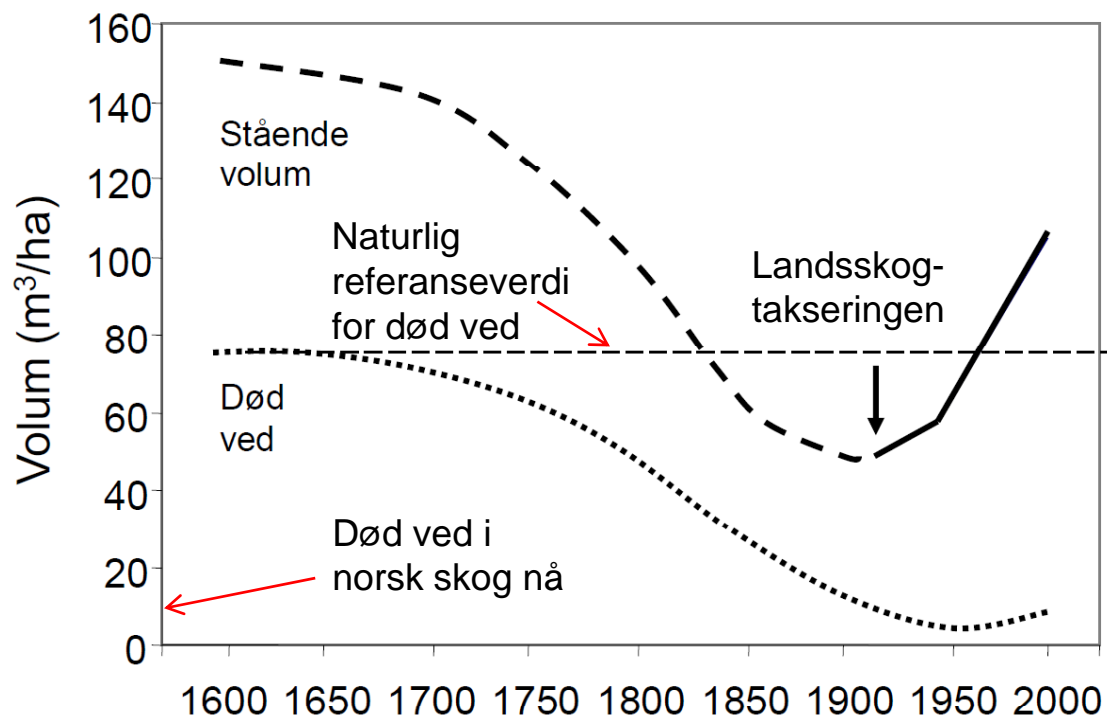 160
140
120
100
80
60
40
20
0
Volum (m³/ha)
Stående
volum
Naturlig
referanseverdi
for død ved
Landsskog-
takseringen
Død
ved
Død ved i
norsk skog nå
1600 1650 1700 1750 1800 1850 1900 1950 2000